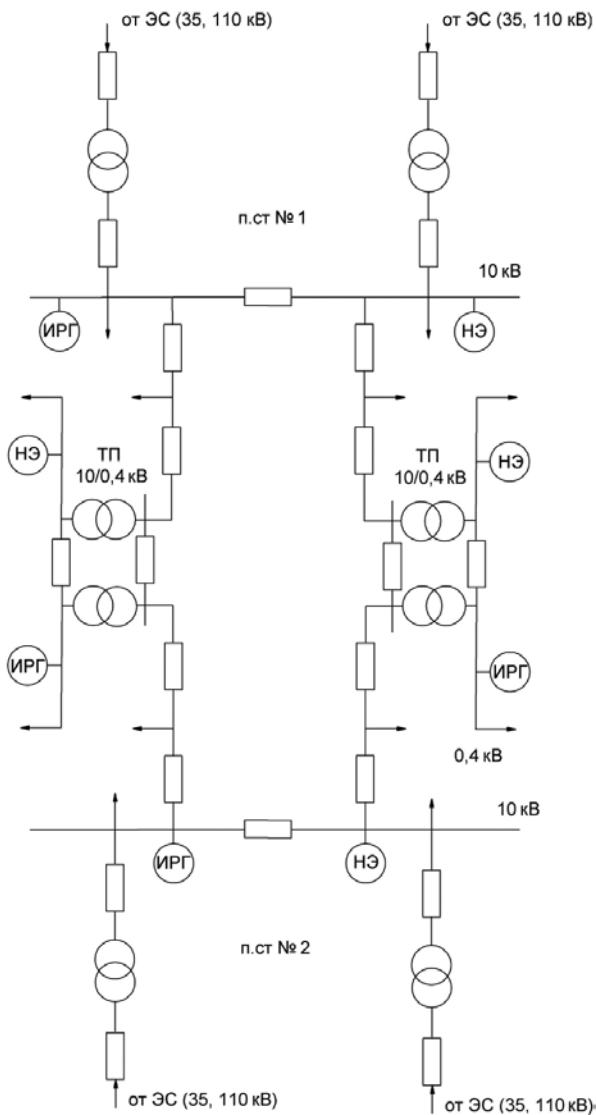 от ЭС (35, 110 кВ)
от ЭС (35, 110 кВ)
п.ст № 1
10 кВ
ИРГ
НЭ
НЭ
ТП
10/0,4 кВ
ТП
10/0,4 кВ
НЭ
ИРГ
ИРГ
0,4 кВ
10 кВ
ИРГ
НЭ
п.ст № 2
от ЭС (35, 110 кВ)
от ЭС (35, 110 кВ)